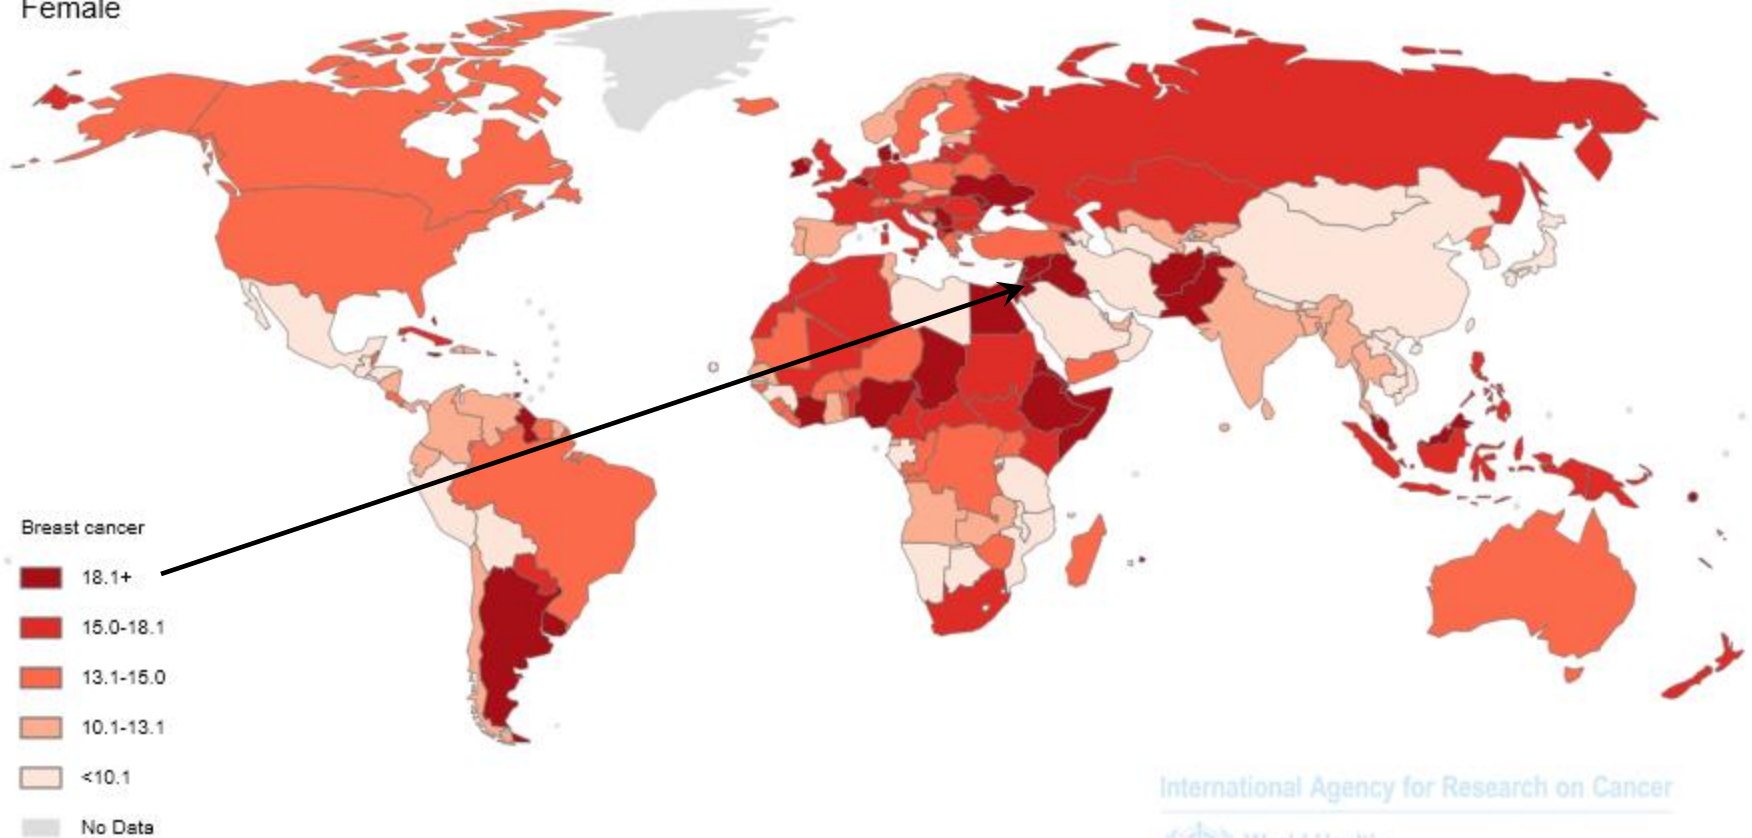 Female
Breast cancer
18.1+
15.0-18.1
13.1-15.0
10.1-13.1
<10.1
No Data
International Agency for Research on Cancer